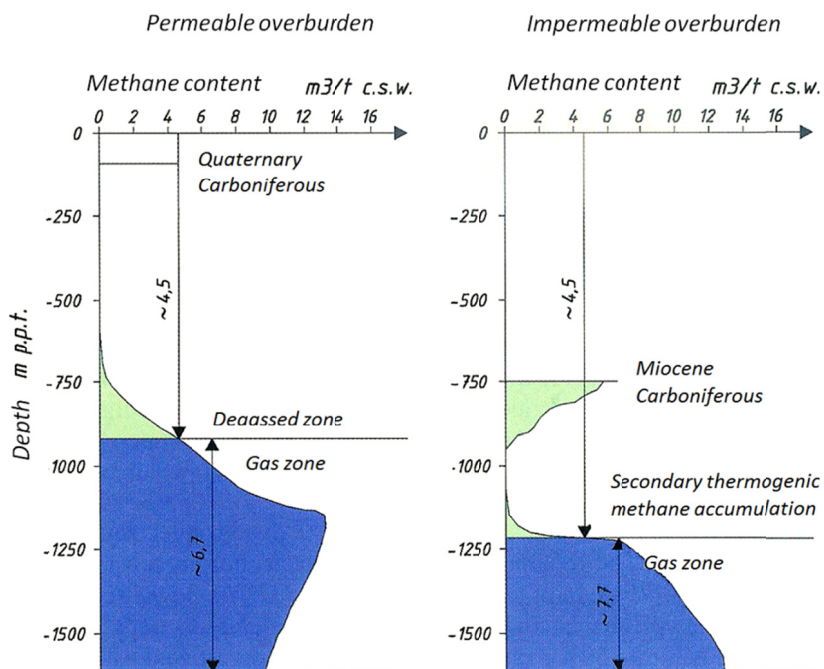 Permeable overburden
Methane content m3/t c.s.w.
0 2 4 6 8 10 12 14 16
0
-250
-500
-750
1000
-1250
-1500
Depth m p.p.t.
Quaternary
Carboniferous
~4,5
Degassed zone
Gas zone
~6,7
Impermeable overburden
Methane content m3/t c.s.w.
0 2 4 6 8 10 12 14 16
0
-250
-500
-750
-1000
-1250
-1500
~4,5
Miocene
Carboniferous
Secondary thermogenic
methane accumulation
Gas zone
~7,7